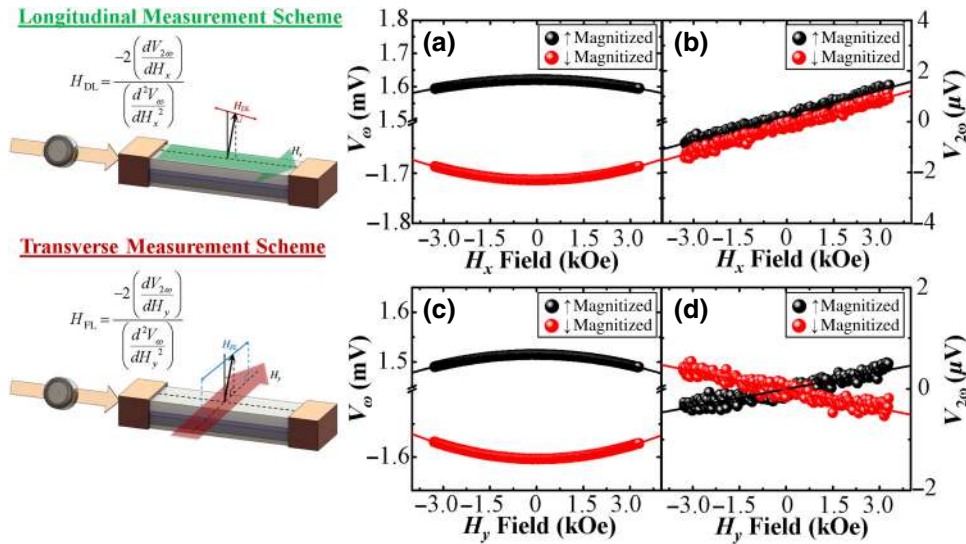 Longitudinal Measurement Scheme
H_DL = -2(dV_2ω/dH_x) / (d²V_ω/dH_x²)
H_DL
H_x
Transverse Measurement Scheme
H_FL = -2(dV_2ω/dH_y) / (d²V_ω/dH_y²)
H_FL
H_y
(a)
↑ Magnitized
↓ Magnitized
V_ω (mV)
1.8
1.7
1.6
1.5
-1.7
-1.8
-3.0 -1.5 0 1.5 3.0
H_x Field (kOe)
(b)
↑ Magnitized
↓ Magnitized
4
2
0
-2
-4
V_2ω (µV)
-3.0 -1.5 0 1.5 3.0
H_x Field (kOe)
(c)
↑ Magnitized
↓ Magnitized
V_ω (mV)
1.6
1.5
-1.6
-3.0 -1.5 0 1.5 3.0
H_y Field (kOe)
(d)
↑ Magnitized
↓ Magnitized
2
0
2
V_2ω (µV)
-3.0 -1.5 0 1.5 3.0
H_y Field (kOe)